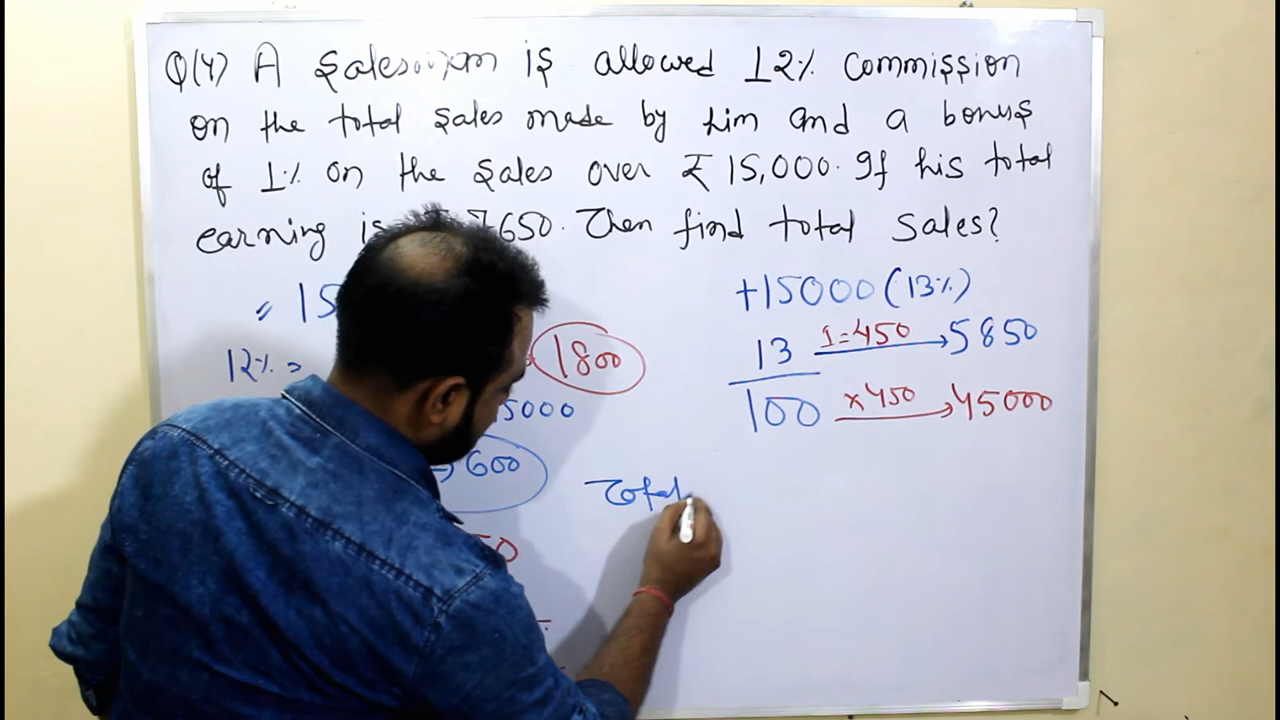 Q(4) A Salesman is allowed 12% commission
on the total sales made by him and a bonus
of 1% on the sales over ₹ 15,000. If his total
earning is 7650. Then find total sales?
= 15
12% = 1800
5000
→ 600
50
+15000 (13%)
13 1=450 → 5850
100 ×450 → 45000
Total